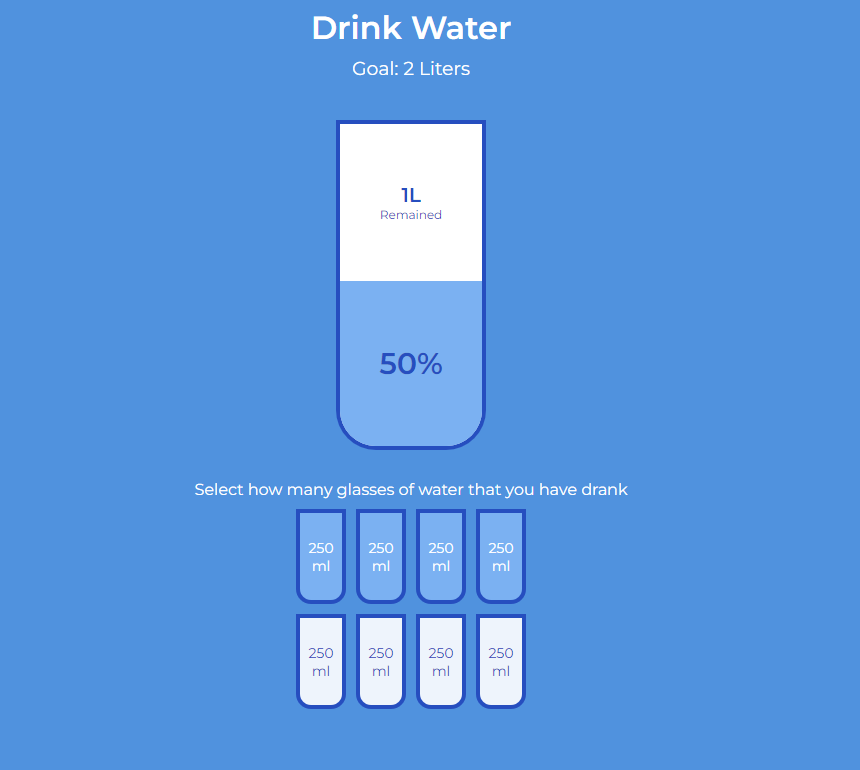 Drink Water
Goal: 2 Liters
1L
Remained
50%
Select how many glasses of water that you have drank
250 250 250 250
ml ml ml ml
250 250 250 250
ml ml ml ml